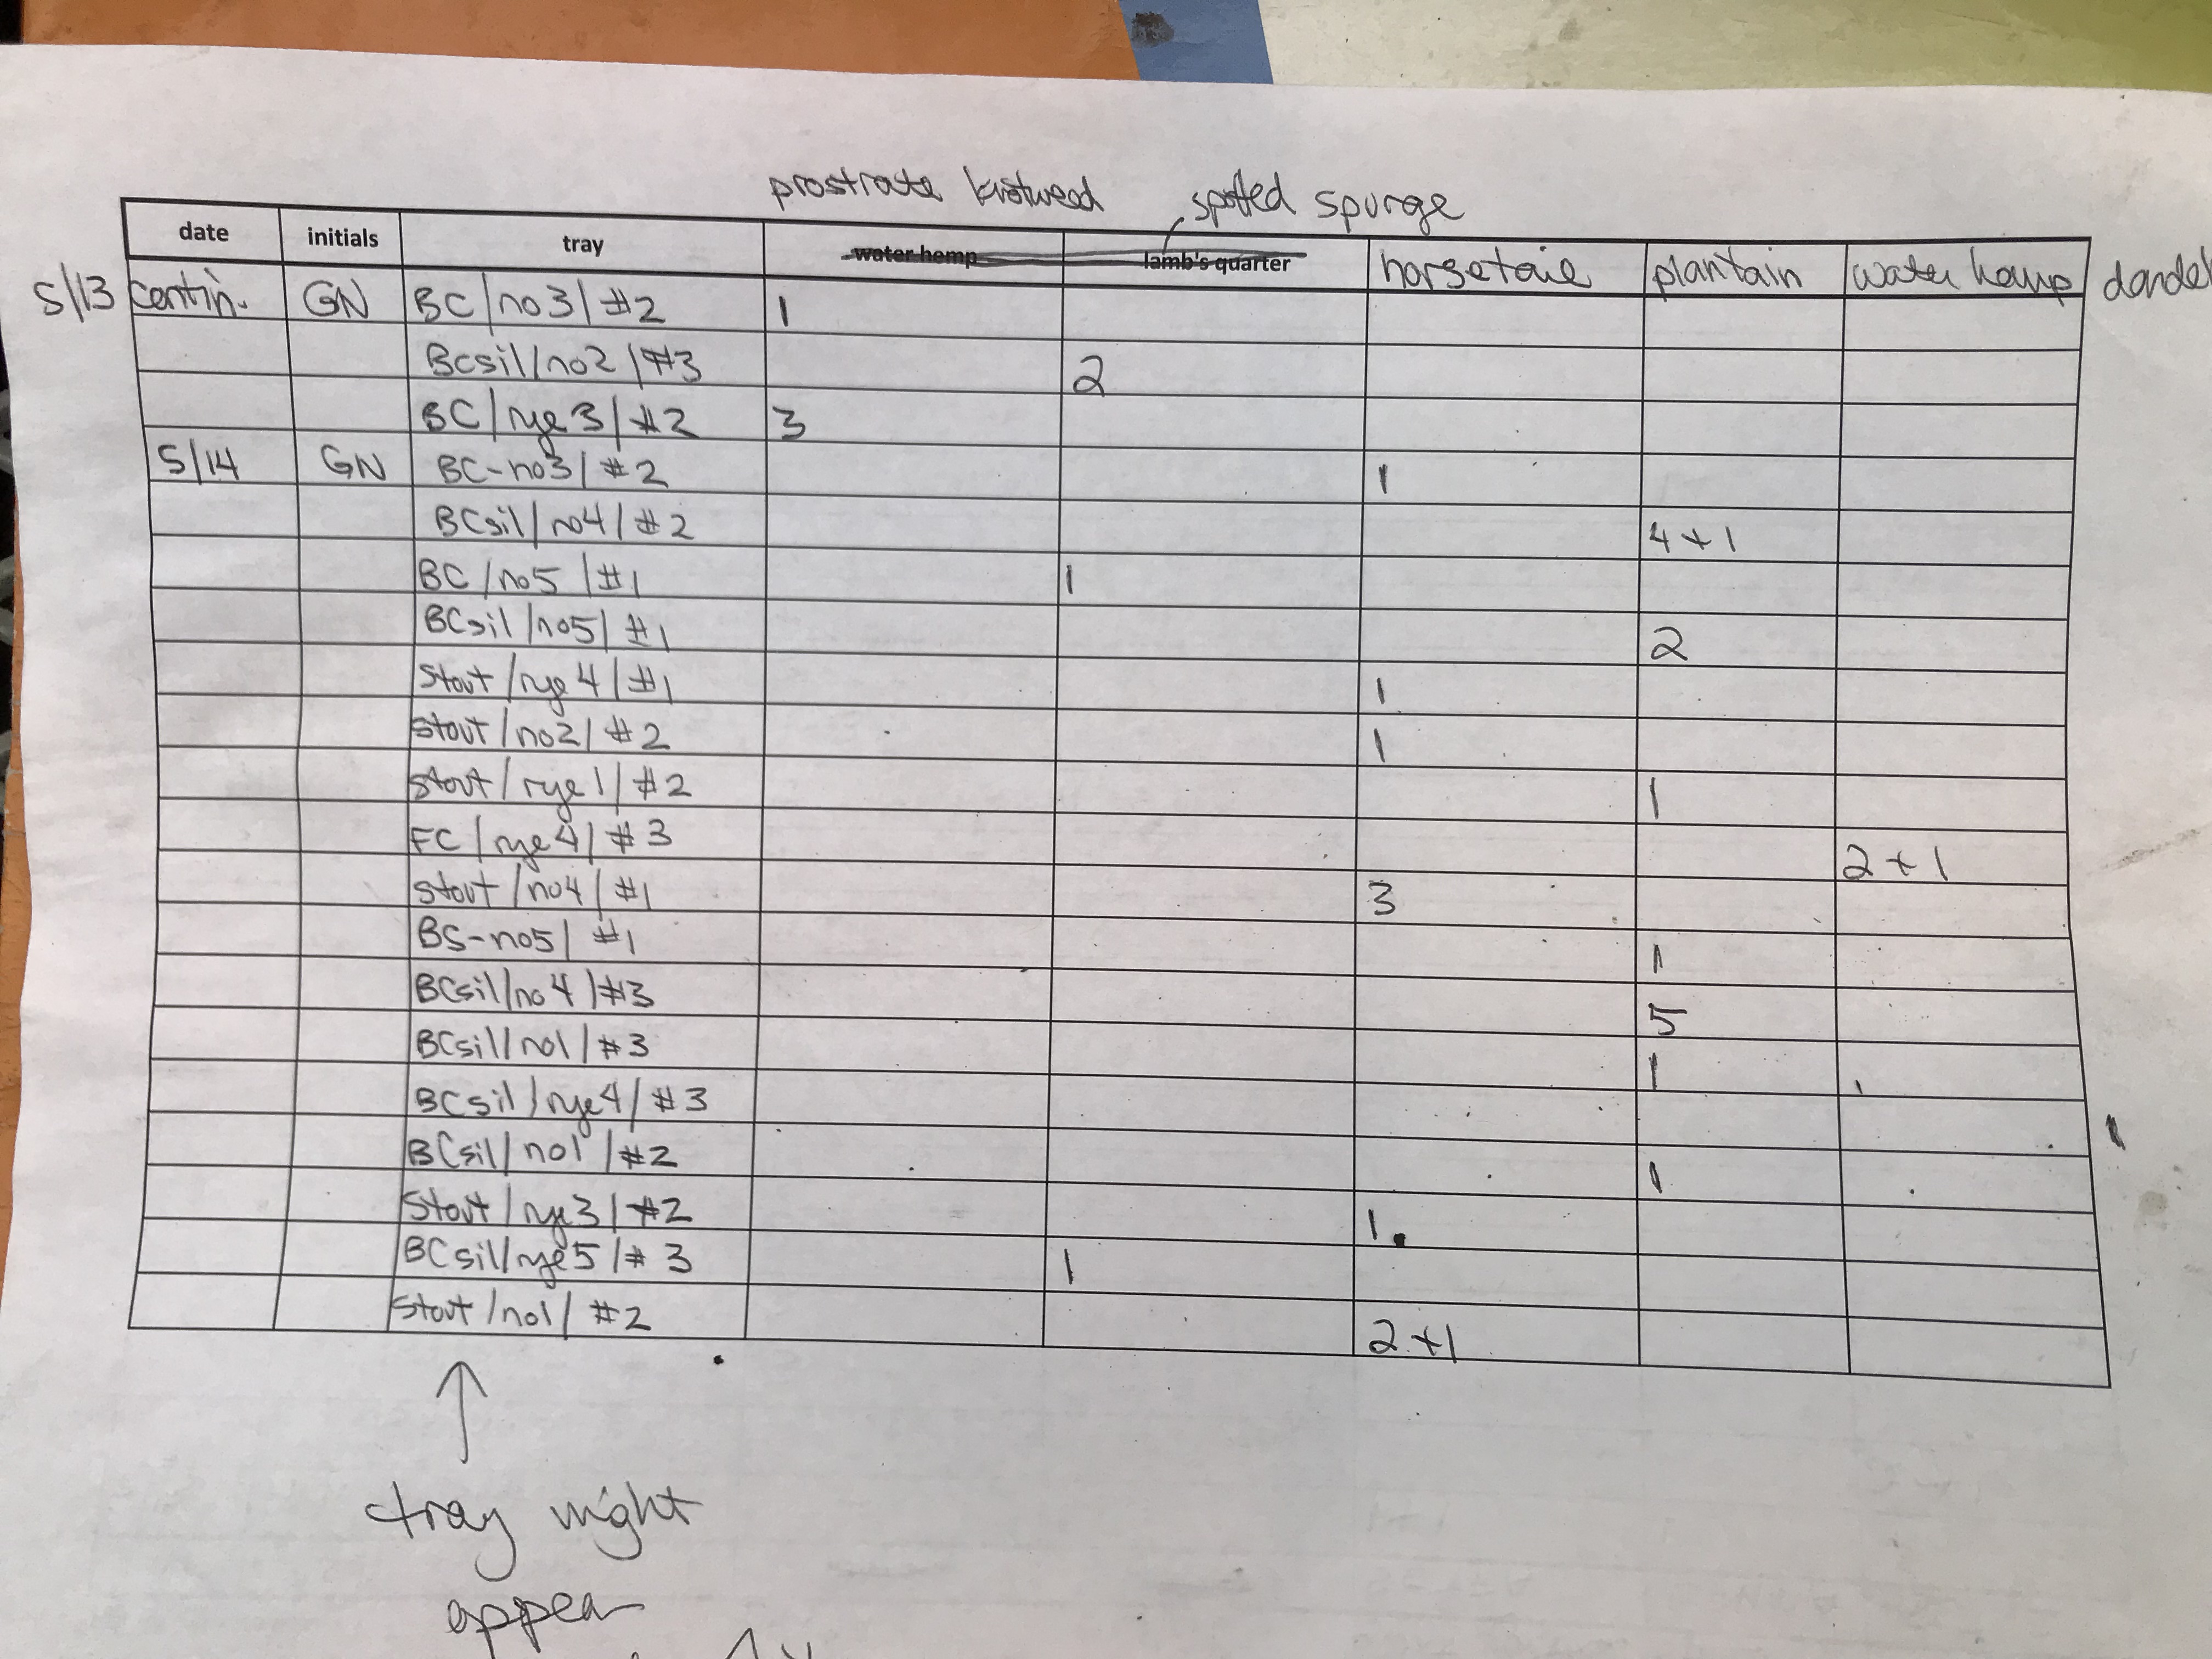 prostrate knotweed spotted spurge
date initials tray water hemp lamb's quarter horsetail plantain water hemp dandel
5/13 contin. GN BC/no3/#2 1
BCsil/no2/#3 2
BC/rye3/#2 3
5/14 GN BC-no3/#2 1
BCsil/no4/#2 4+1
BC/no5/#1 1
BCsil/no5/#1 2
Stout/rye4/#1 1
Stout/no2/#2 1
Stout/rye1/#2 1
FC/rye4/#3 2+1
Stout/no4/#1 3
BS-no5/#1 1
BCsil/no4/#3 5
BCsil/no1/#3 1
BCsil/rye4/#3 1
BCsil/no1/#2 1
Stout/rye3/#2 1
BCsil/rye5/#3 1
Stout/no1/#2 2+1
tray might
appear